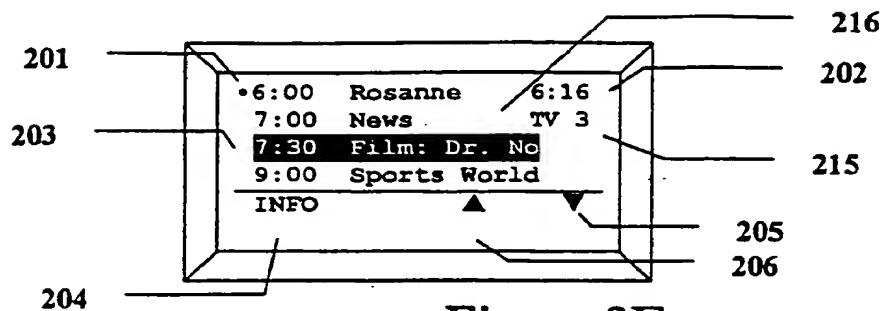 216
201
202
•6:00 Rosanne 6:16
7:00 News TV 3
203
7:30 Film: Dr. No
215
9:00 Sports World
INFO ▲ ▼
205
206
204